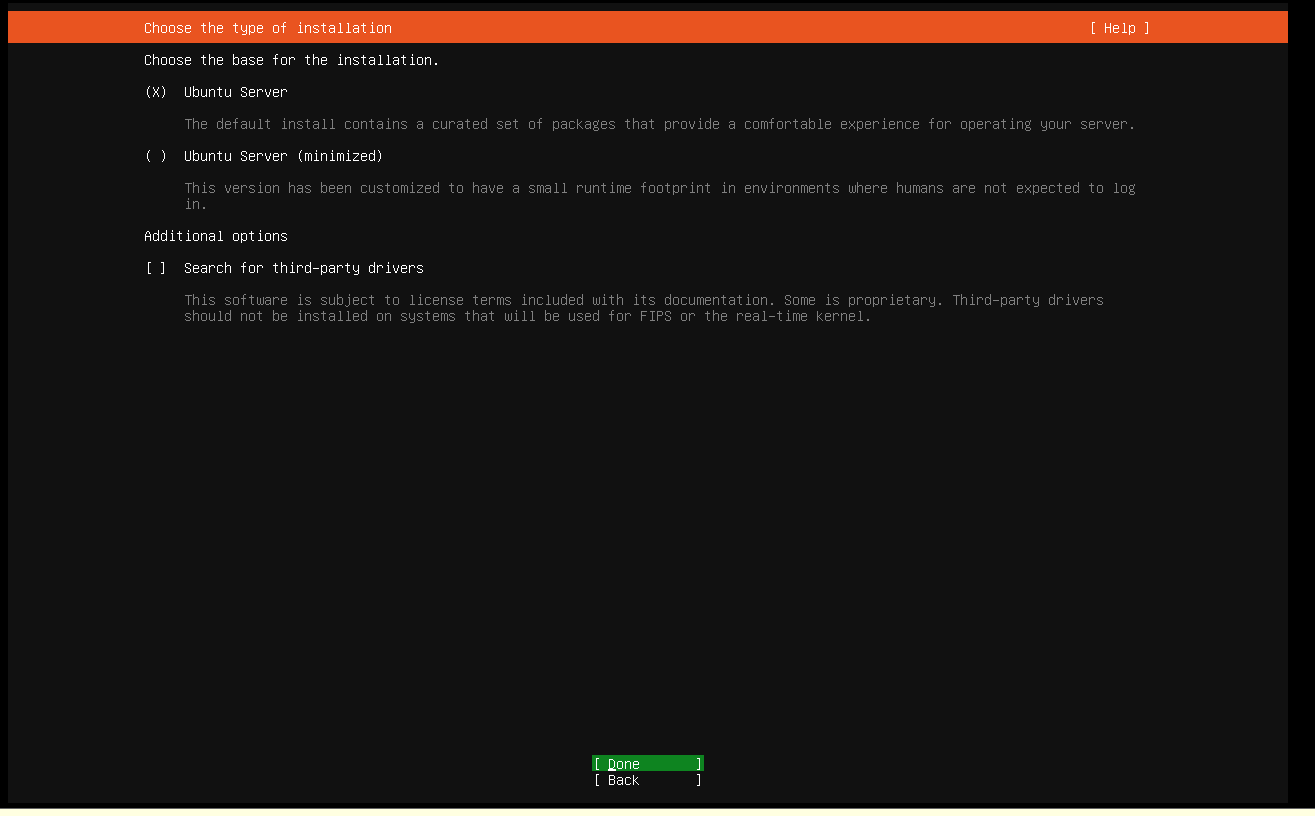 Choose the type of installation [ Help ]
Choose the base for the installation.
(X) Ubuntu Server
The default install contains a curated set of packages that provide a comfortable experience for operating your server.
( ) Ubuntu Server (minimized)
This version has been customized to have a small runtime footprint in environments where humans are not expected to log
in.
Additional options
[ ] Search for third-party drivers
This software is subject to license terms included with its documentation. Some is proprietary. Third-party drivers
should not be installed on systems that will be used for FIPS or the real-time kernel.
[ Done ]
[ Back ]